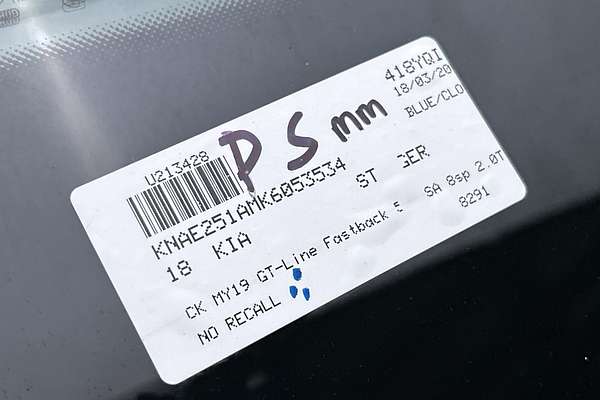 418YQI
18/03/20
BLUE/CLO
P S mm
U213428
KNAE251AMK6053534
18 KIA ST GER
CK MY19 GT-Line Fastback 5 SA 8sp 2.0T
NO RECALL 8291